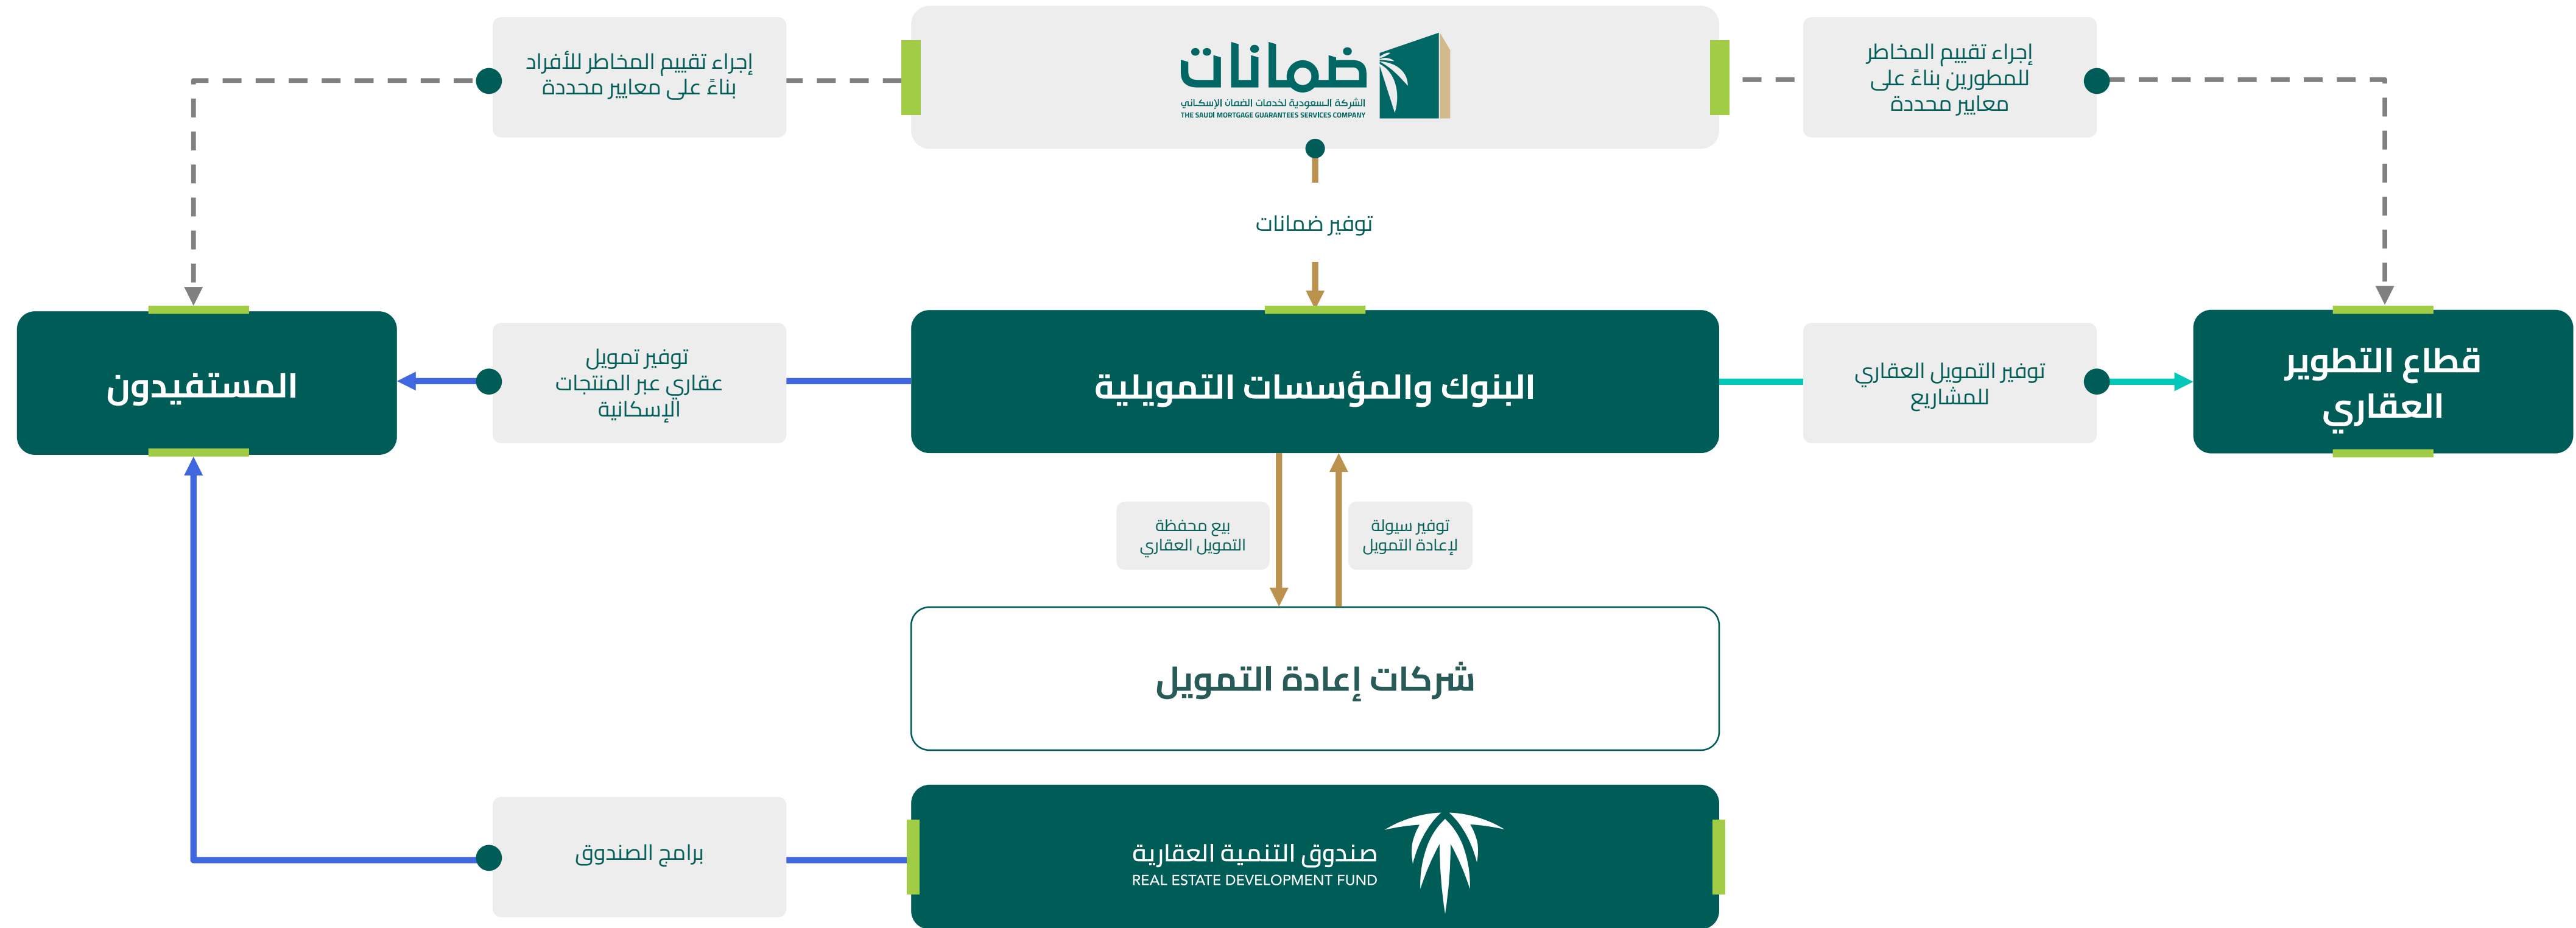 إجراء تقييم المخاطر
للمطورين بناءً على
معايير محددة
ضمانات
الشركة السعودية لخدمات الضمان الإسكاني
THE SAUDI MORTGAGE GUARANTEES SERVICES COMPANY
إجراء تقييم المخاطر للأفراد
بناءً على معايير محددة
توفير ضمانات
قطاع التطوير
العقاري
توفير التمويل العقاري
للمشاريع
البنوك والمؤسسات التمويلية
توفير تمويل
عقاري عبر المنتجات
الإسكانية
المستفيدون
توفير سيولة
لإعادة التمويل
بيع محفظة
التمويل العقاري
شركات إعادة التمويل
صندوق التنمية العقارية
REAL ESTATE DEVELOPMENT FUND
برامج الصندوق